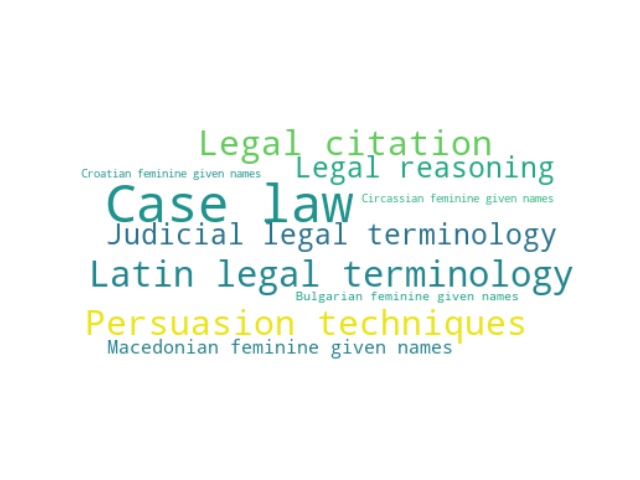 Legal citation
Legal reasoning
Croatian feminine given names
Case law
Circassian feminine given names
Judicial legal terminology
Latin legal terminology
Bulgarian feminine given names
Persuasion techniques
Macedonian feminine given names